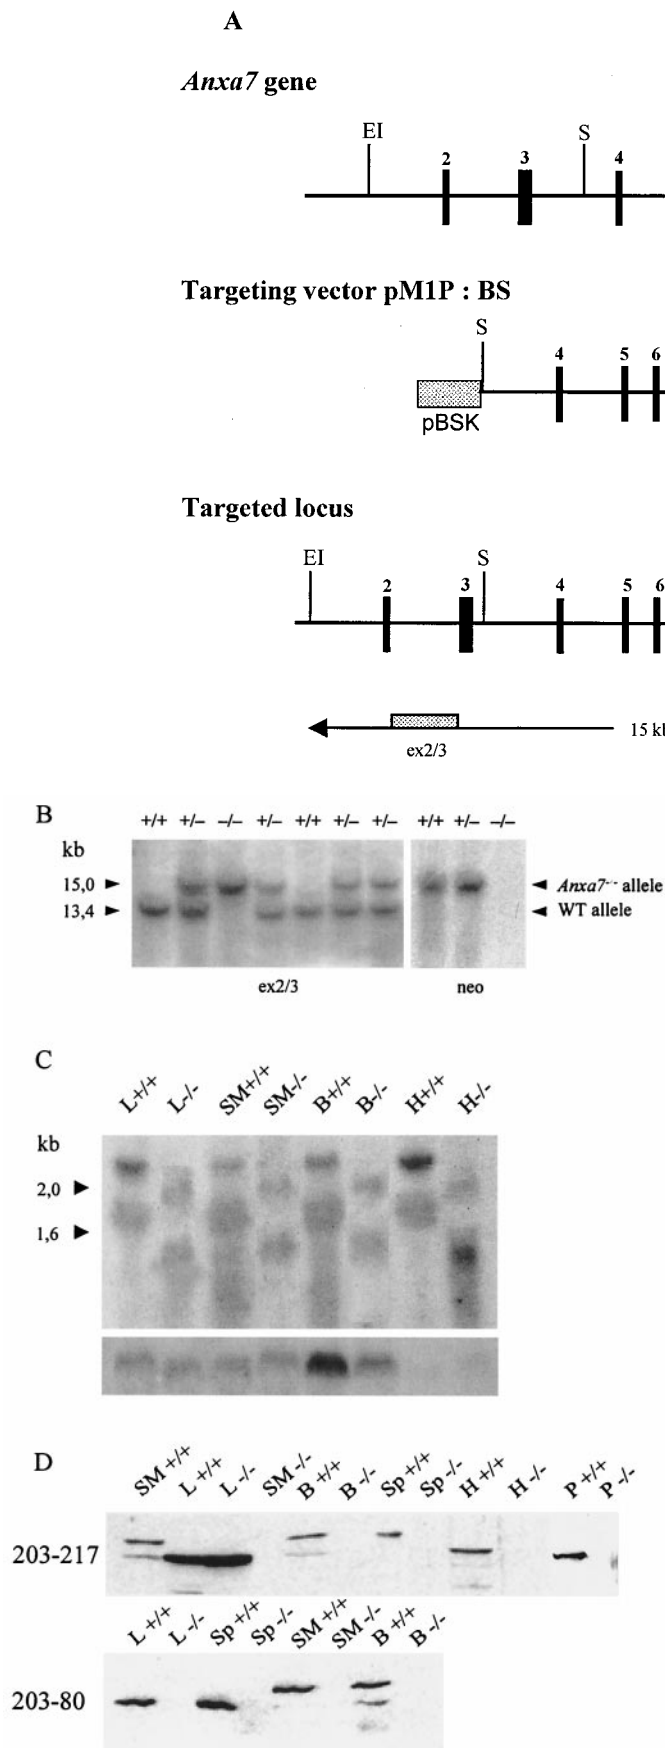 A
Anxa7 gene
EI
S
2
3
4
Targeting vector pM1P : BS
S
4
5
6
pBSK
Targeted locus
EI
S
2
3
4
5
6
15 kb
ex2/3
B
+/+ +/– –/– +/– +/+ +/– +/– +/+ +/– –/–
kb
15,0
Anxa7-/- allele
13,4
WT allele
ex2/3
neo
C
L+/+ L-/- SM+/+ SM-/- B+/+ B-/- H+/+ H-/-
kb
2,0
1,6
D
SM+/+ L+/+ L-/- SM-/- B+/+ B-/- Sp+/+ Sp-/- H+/+ H-/- P+/+ P-/-
203-217
L+/+ L-/- Sp+/+ Sp-/- SM+/+ SM-/- B+/+ B-/-
203-80